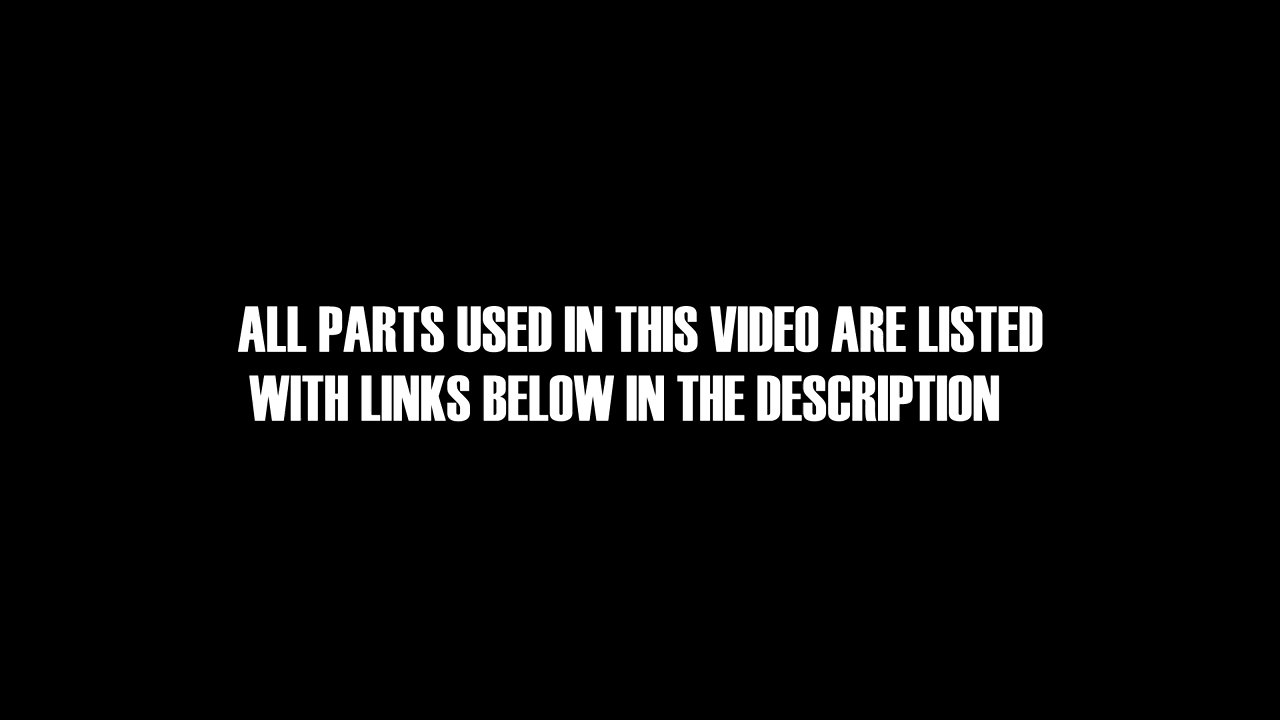 ALL PARTS USED IN THIS VIDEO ARE LISTED
WITH LINKS BELOW IN THE DESCRIPTION